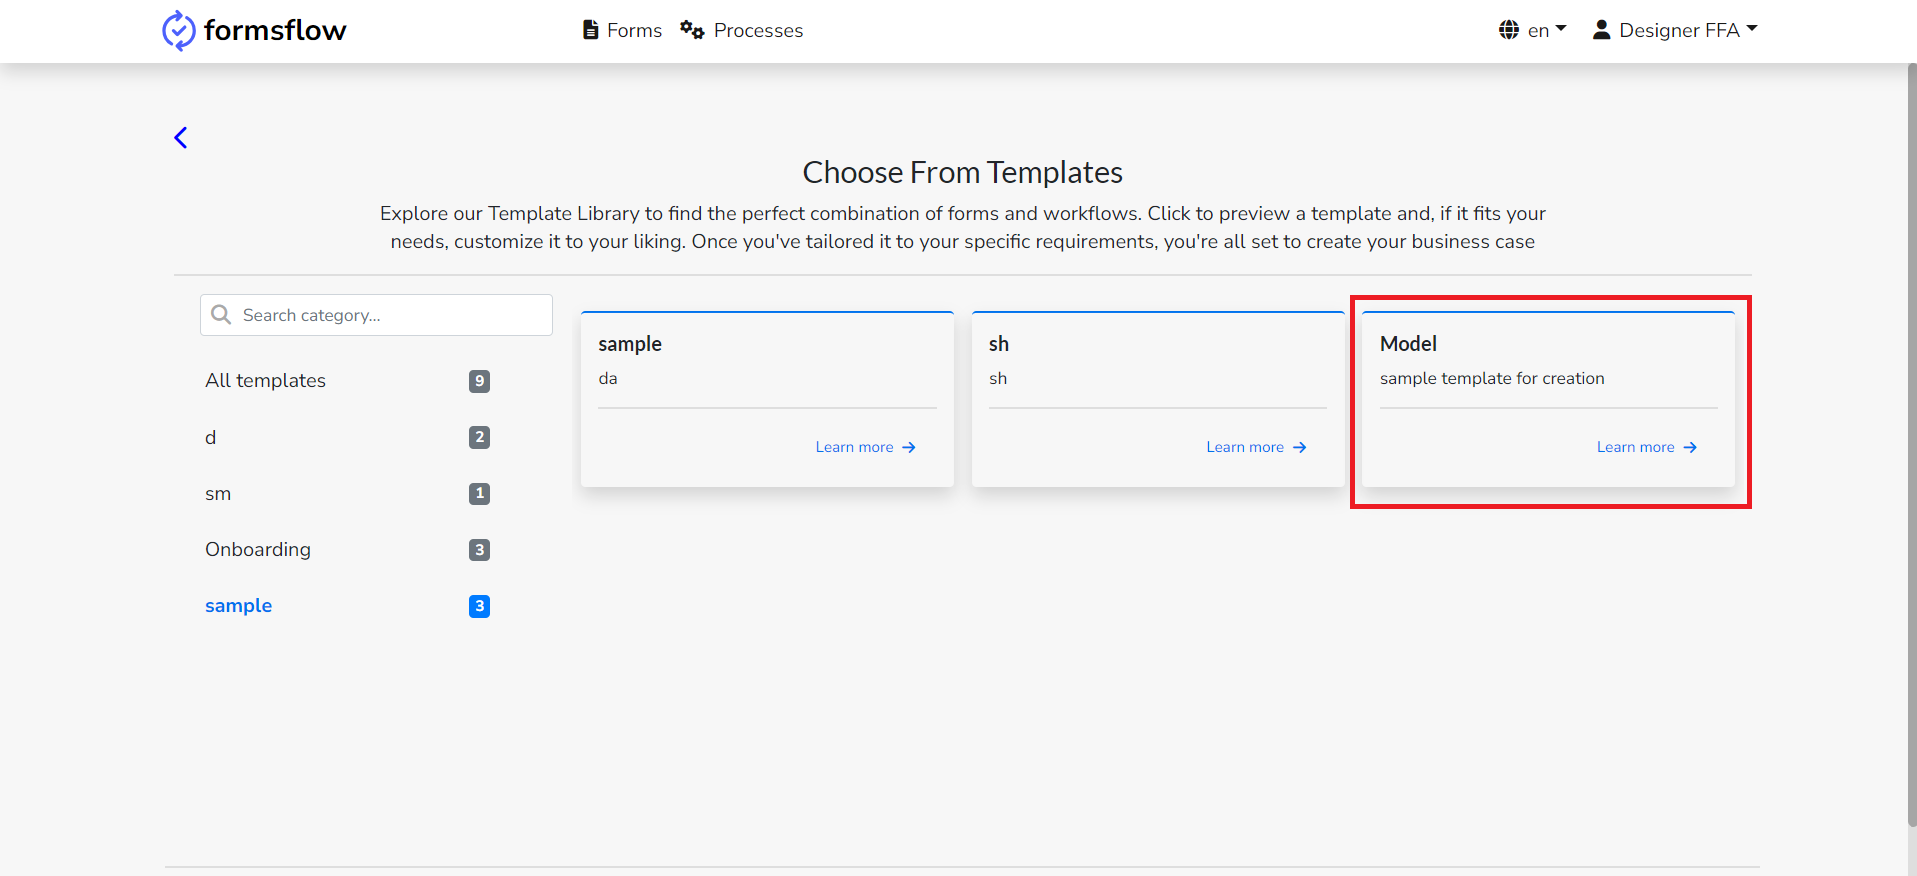 formsflow
Forms Processes
en Designer FFA
Choose From Templates
Explore our Template Library to find the perfect combination of forms and workflows. Click to preview a template and, if it fits your
needs, customize it to your liking. Once you've tailored it to your specific requirements, you're all set to create your business case
Search category...
All templates 9
d 2
sm 1
Onboarding 3
sample 3
sample
da
Learn more
sh
sh
Learn more
Model
sample template for creation
Learn more